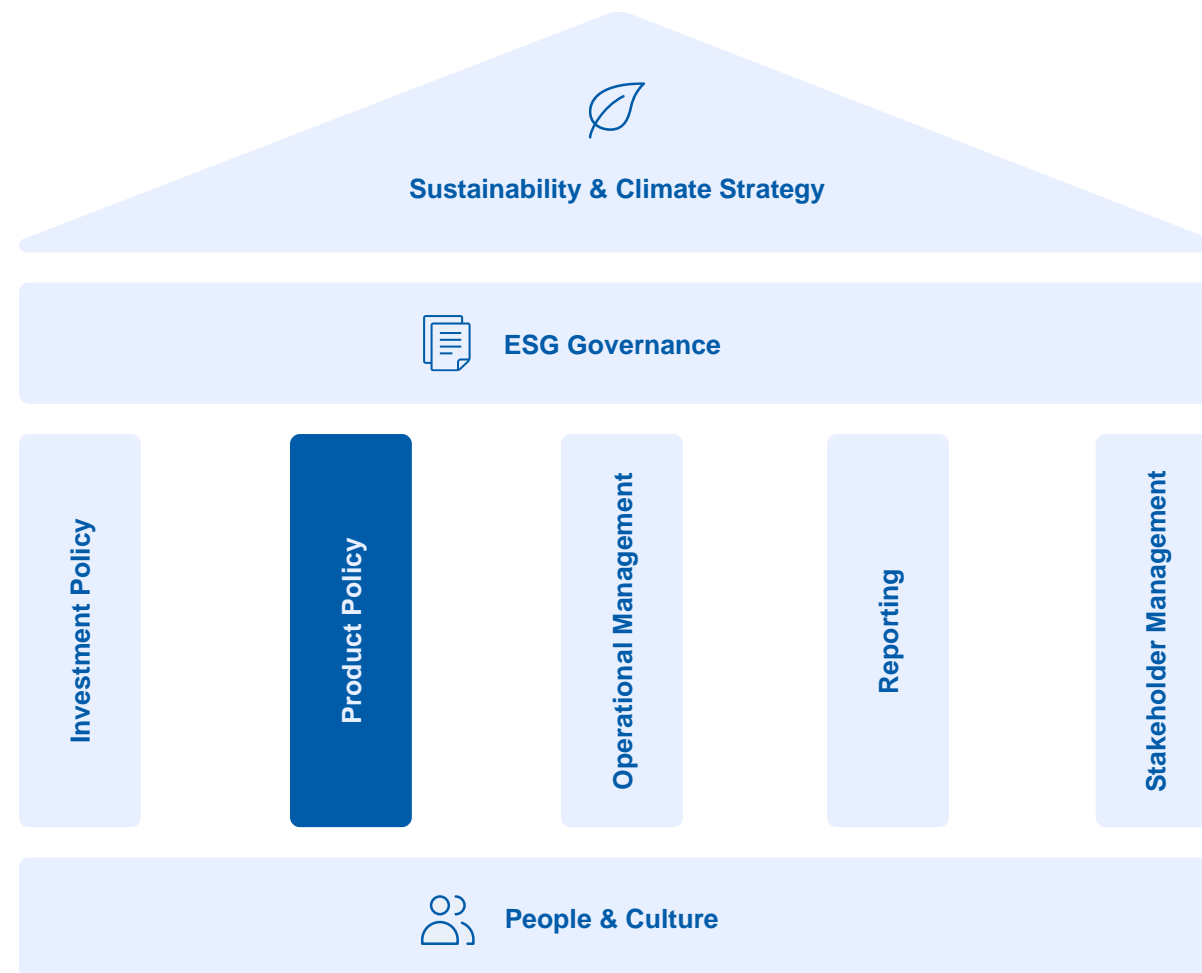 Sustainability & Climate Strategy
ESG Governance
Investment Policy
Product Policy
Operational Management
Reporting
Stakeholder Management
People & Culture